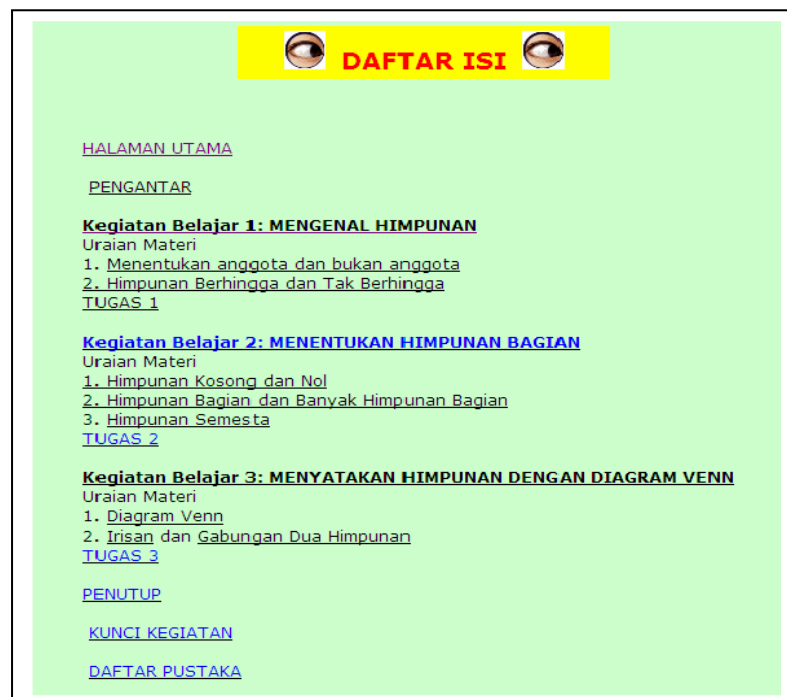 DAFTAR ISI
HALAMAN UTAMA
PENGANTAR
Kegiatan Belajar 1: MENGENAL HIMPUNAN
Uraian Materi
1. Menentukan anggota dan bukan anggota
2. Himpunan Berhingga dan Tak Berhingga
TUGAS 1
Kegiatan Belajar 2: MENENTUKAN HIMPUNAN BAGIAN
Uraian Materi
1. Himpunan Kosong dan Nol
2. Himpunan Bagian dan Banyak Himpunan Bagian
3. Himpunan Semesta
TUGAS 2
Kegiatan Belajar 3: MENYATAKAN HIMPUNAN DENGAN DIAGRAM VENN
Uraian Materi
1. Diagram Venn
2. Irisan dan Gabungan Dua Himpunan
TUGAS 3
PENUTUP
KUNCI KEGIATAN
DAFTAR PUSTAKA